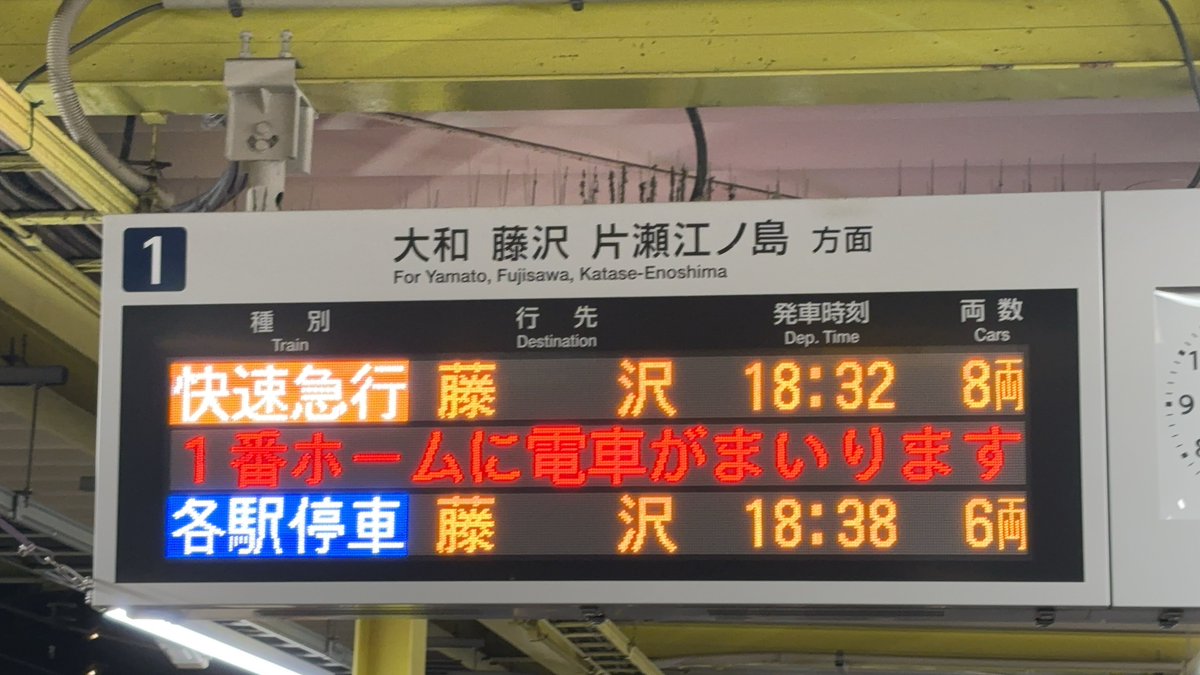 1
大和 藤沢 片瀬江ノ島 方面
For Yamato, Fujisawa, Katase-Enoshima
種別 行先 発車時刻 両数
Train Destination Dep. Time Cars
快速急行 藤沢 18:32 8両
1番ホームに電車がまいります
各駅停車 藤沢 18:38 6両
9